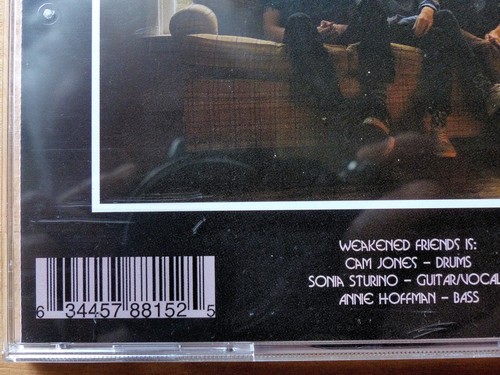 WEAKENED FRIENDS IS:
CAM JONES – DRUMS
SONIA STURINO – GUITAR/VOCAL
ANNIE HOFFMAN – BASS
6 34457 88152 5